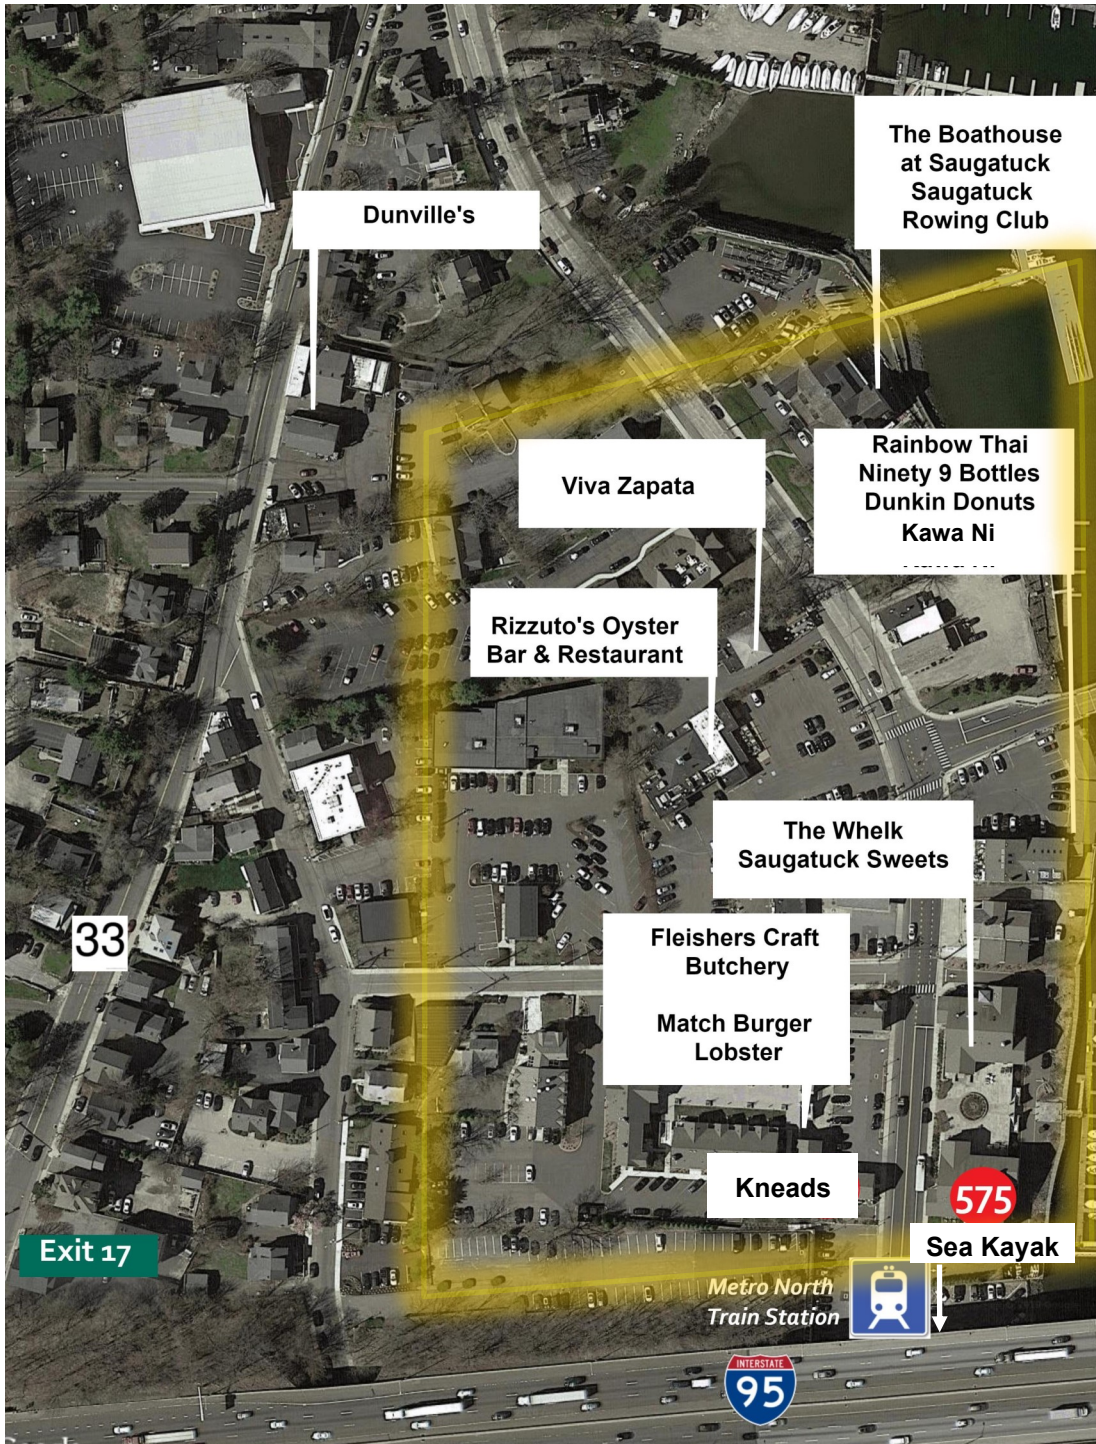 The Boathouse
at Saugatuck
Saugatuck
Rowing Club
Dunville's
Rainbow Thai
Ninety 9 Bottles
Dunkin Donuts
Kawa Ni
Viva Zapata
Rizzuto's Oyster
Bar & Restaurant
The Whelk
Saugatuck Sweets
33
Fleishers Craft
Butchery
Match Burger
Lobster
Kneads
575
Exit 17
Sea Kayak
Metro North
Train Station
INTERSTATE
95